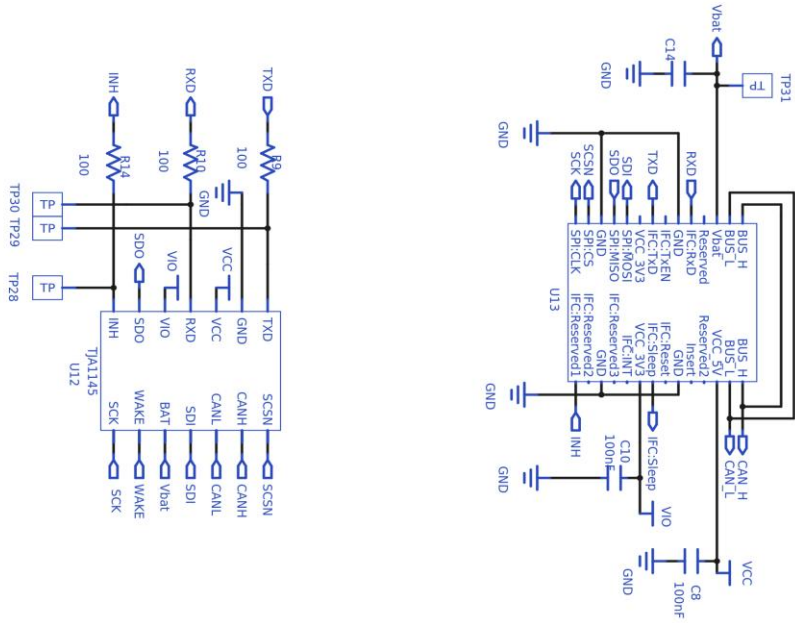 INH
RXD
TXD
R14
R10
R9
100
100
100
GND
TP30
TP
TP29
TP
TP28
TP
SDO
VIO
VCC
INH
SDO
VIO
RXD
VCC
GND
TXD
TJA1145
U12
SCK
WAKE
BAT
SDI
CANL
CANH
SCSN
SCK
WAKE
Vbat
SDI
CANL
CANH
SCSN
Vbat
C14
GND
TP
TP31
GND
SCK
SCSN
SDO
SDI
TXD
RXD
SPI:CLK
SPI:CS
GND
SPI:MISO
SPI:MOSI
VCC_3V3
IFC:TxD
IFC:TxEN
GND
IFC:RxD
Reserved
Vbat
BUS_L
BUS_H
U13
IFC:Reserved1
IFC:Reserved2
GND
IFC:Reserved3
IFC:INT
VCC_3V3
IFC:Sleep
IFC:Reset
GND
Insert
Reserved2
VCC_5V
BUS_L
BUS_H
GND
INH
IFC:Sleep
CAN_L
CAN_H
C10
100nF
GND
VIO
VCC
C8
100nF
GND